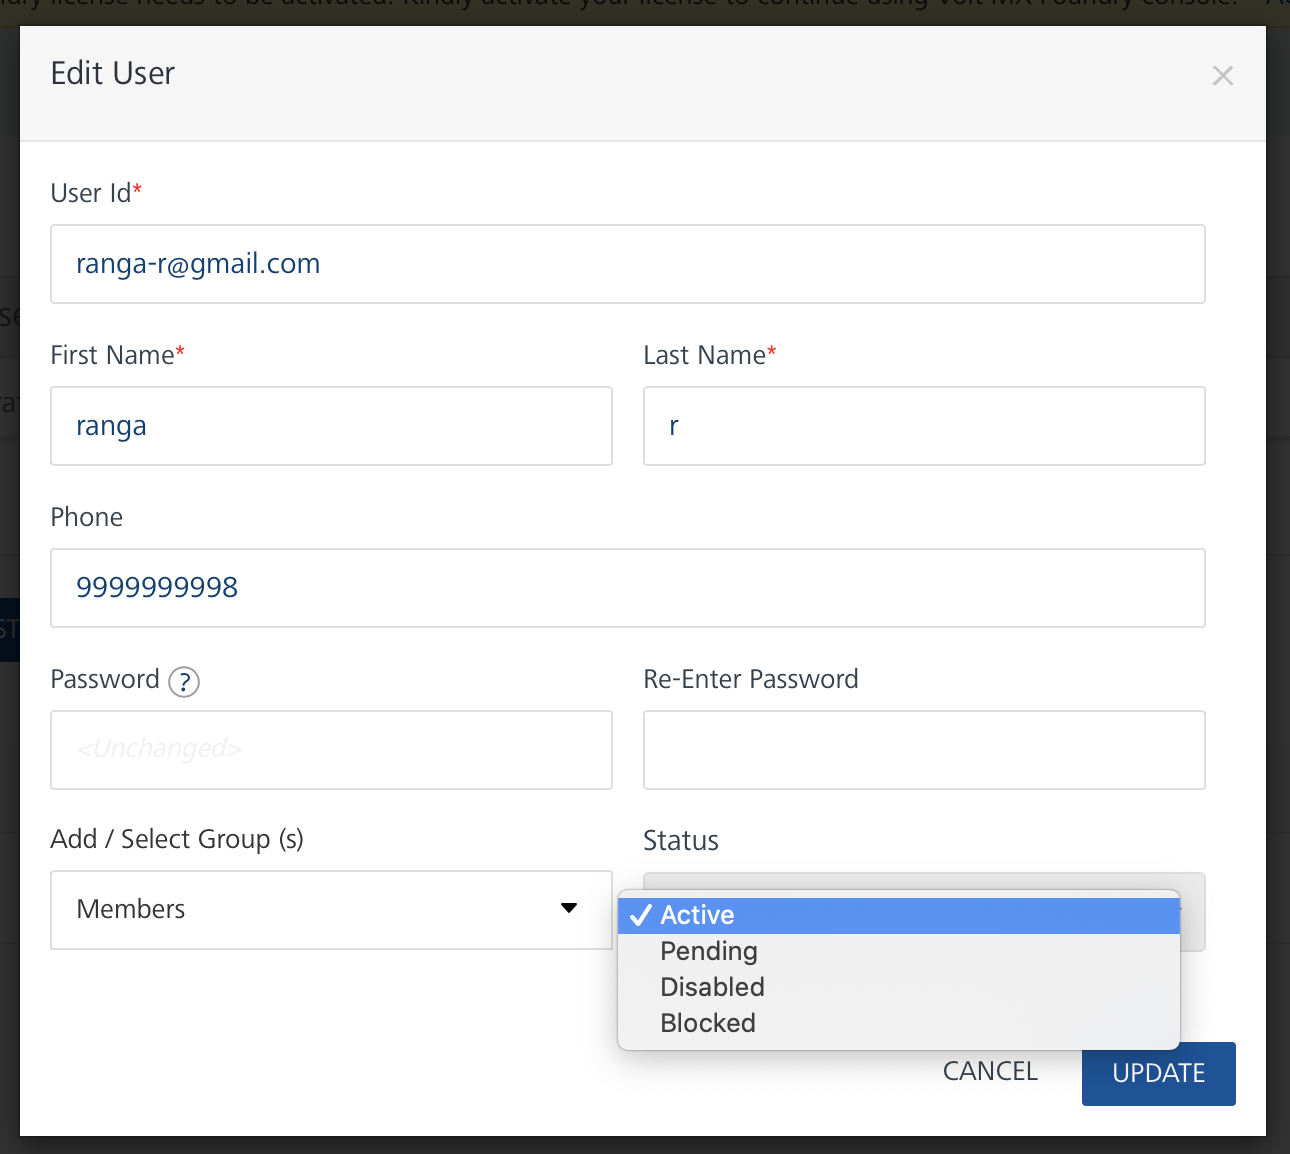 license needs to be activated. Kindly activate your license to continue using Volt MX Foundry console.
Edit User
User Id*
ranga-r@gmail.com
First Name*
Last Name*
ranga
r
Phone
9999999998
Password ?
Re-Enter Password
<Unchanged>
Add / Select Group (s)
Status
Members
✓ Active
Pending
Disabled
Blocked
CANCEL
UPDATE